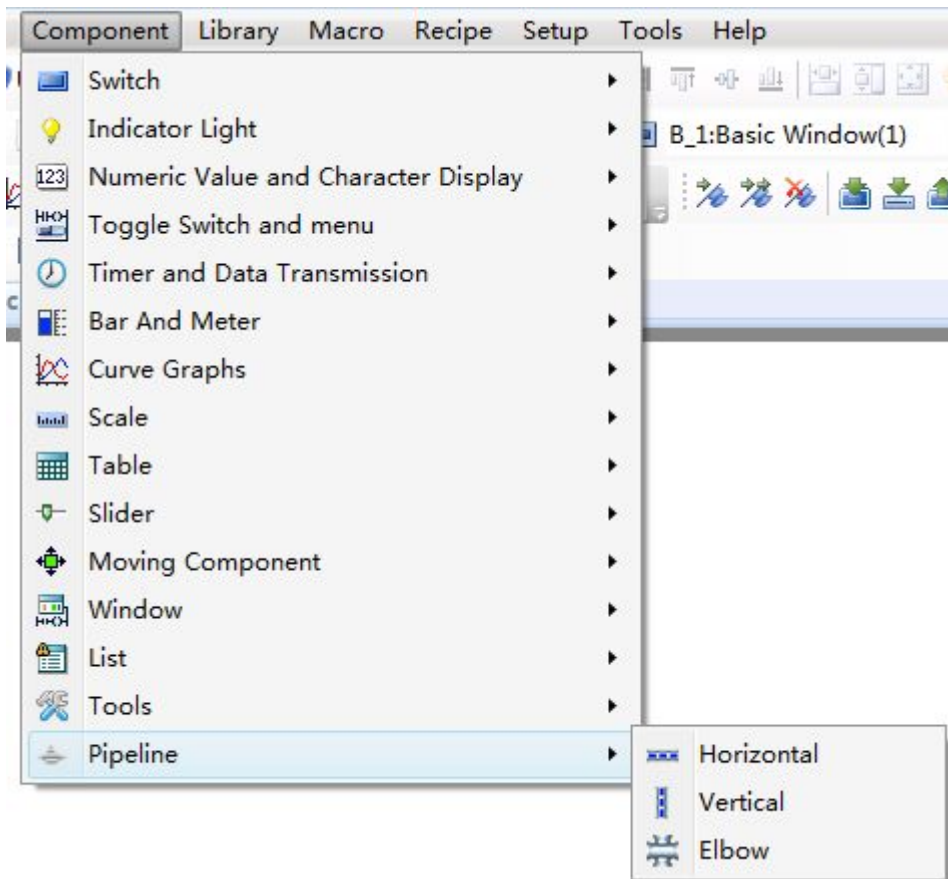 Component Library Macro Recipe Setup Tools Help
Switch
Indicator Light
B_1:Basic Window(1)
123 Numeric Value and Character Display
Toggle Switch and menu
Timer and Data Transmission
Bar And Meter
Curve Graphs
Scale
Table
Slider
Moving Component
Window
List
Tools
Pipeline
Horizontal
Vertical
Elbow